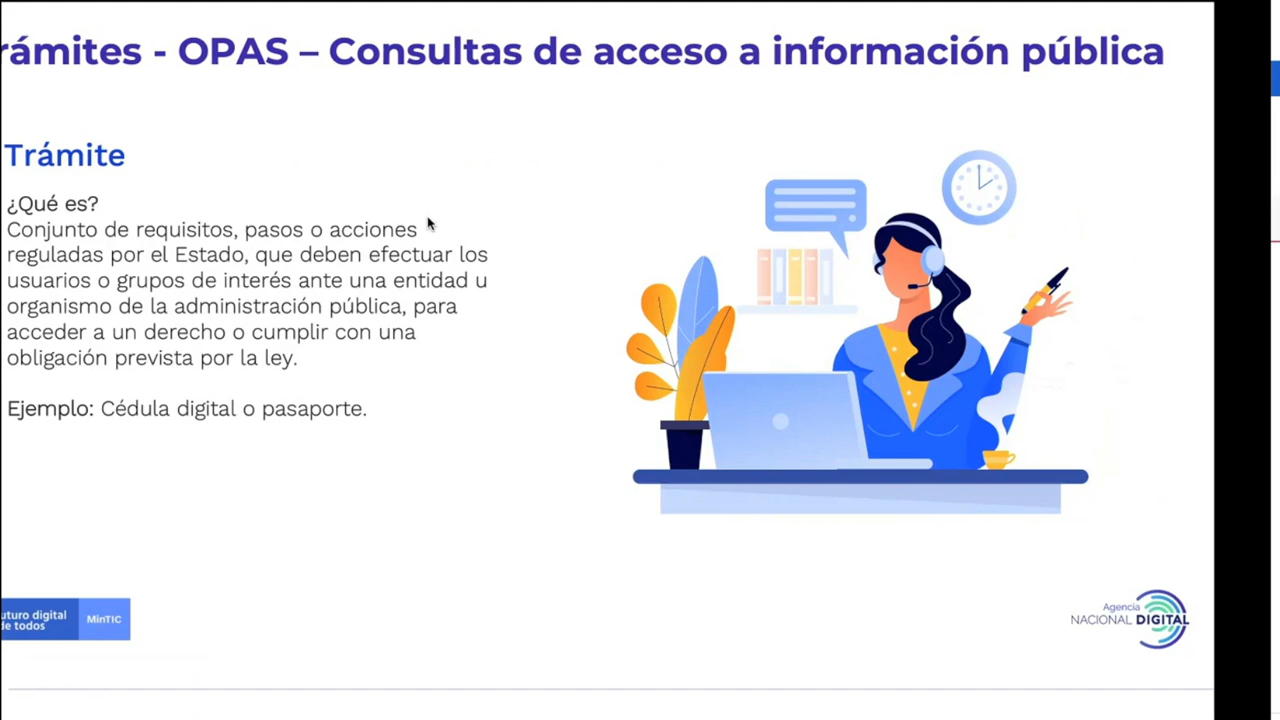 rámites - OPAS – Consultas de acceso a información pública
Trámite
¿Qué es?
Conjunto de requisitos, pasos o acciones
reguladas por el Estado, que deben efectuar los
usuarios o grupos de interés ante una entidad u
organismo de la administración pública, para
acceder a un derecho o cumplir con una
obligación prevista por la ley.
Ejemplo: Cédula digital o pasaporte.
uturo digital
de todos
MinTIC
Agencia
NACIONAL DIGITAL